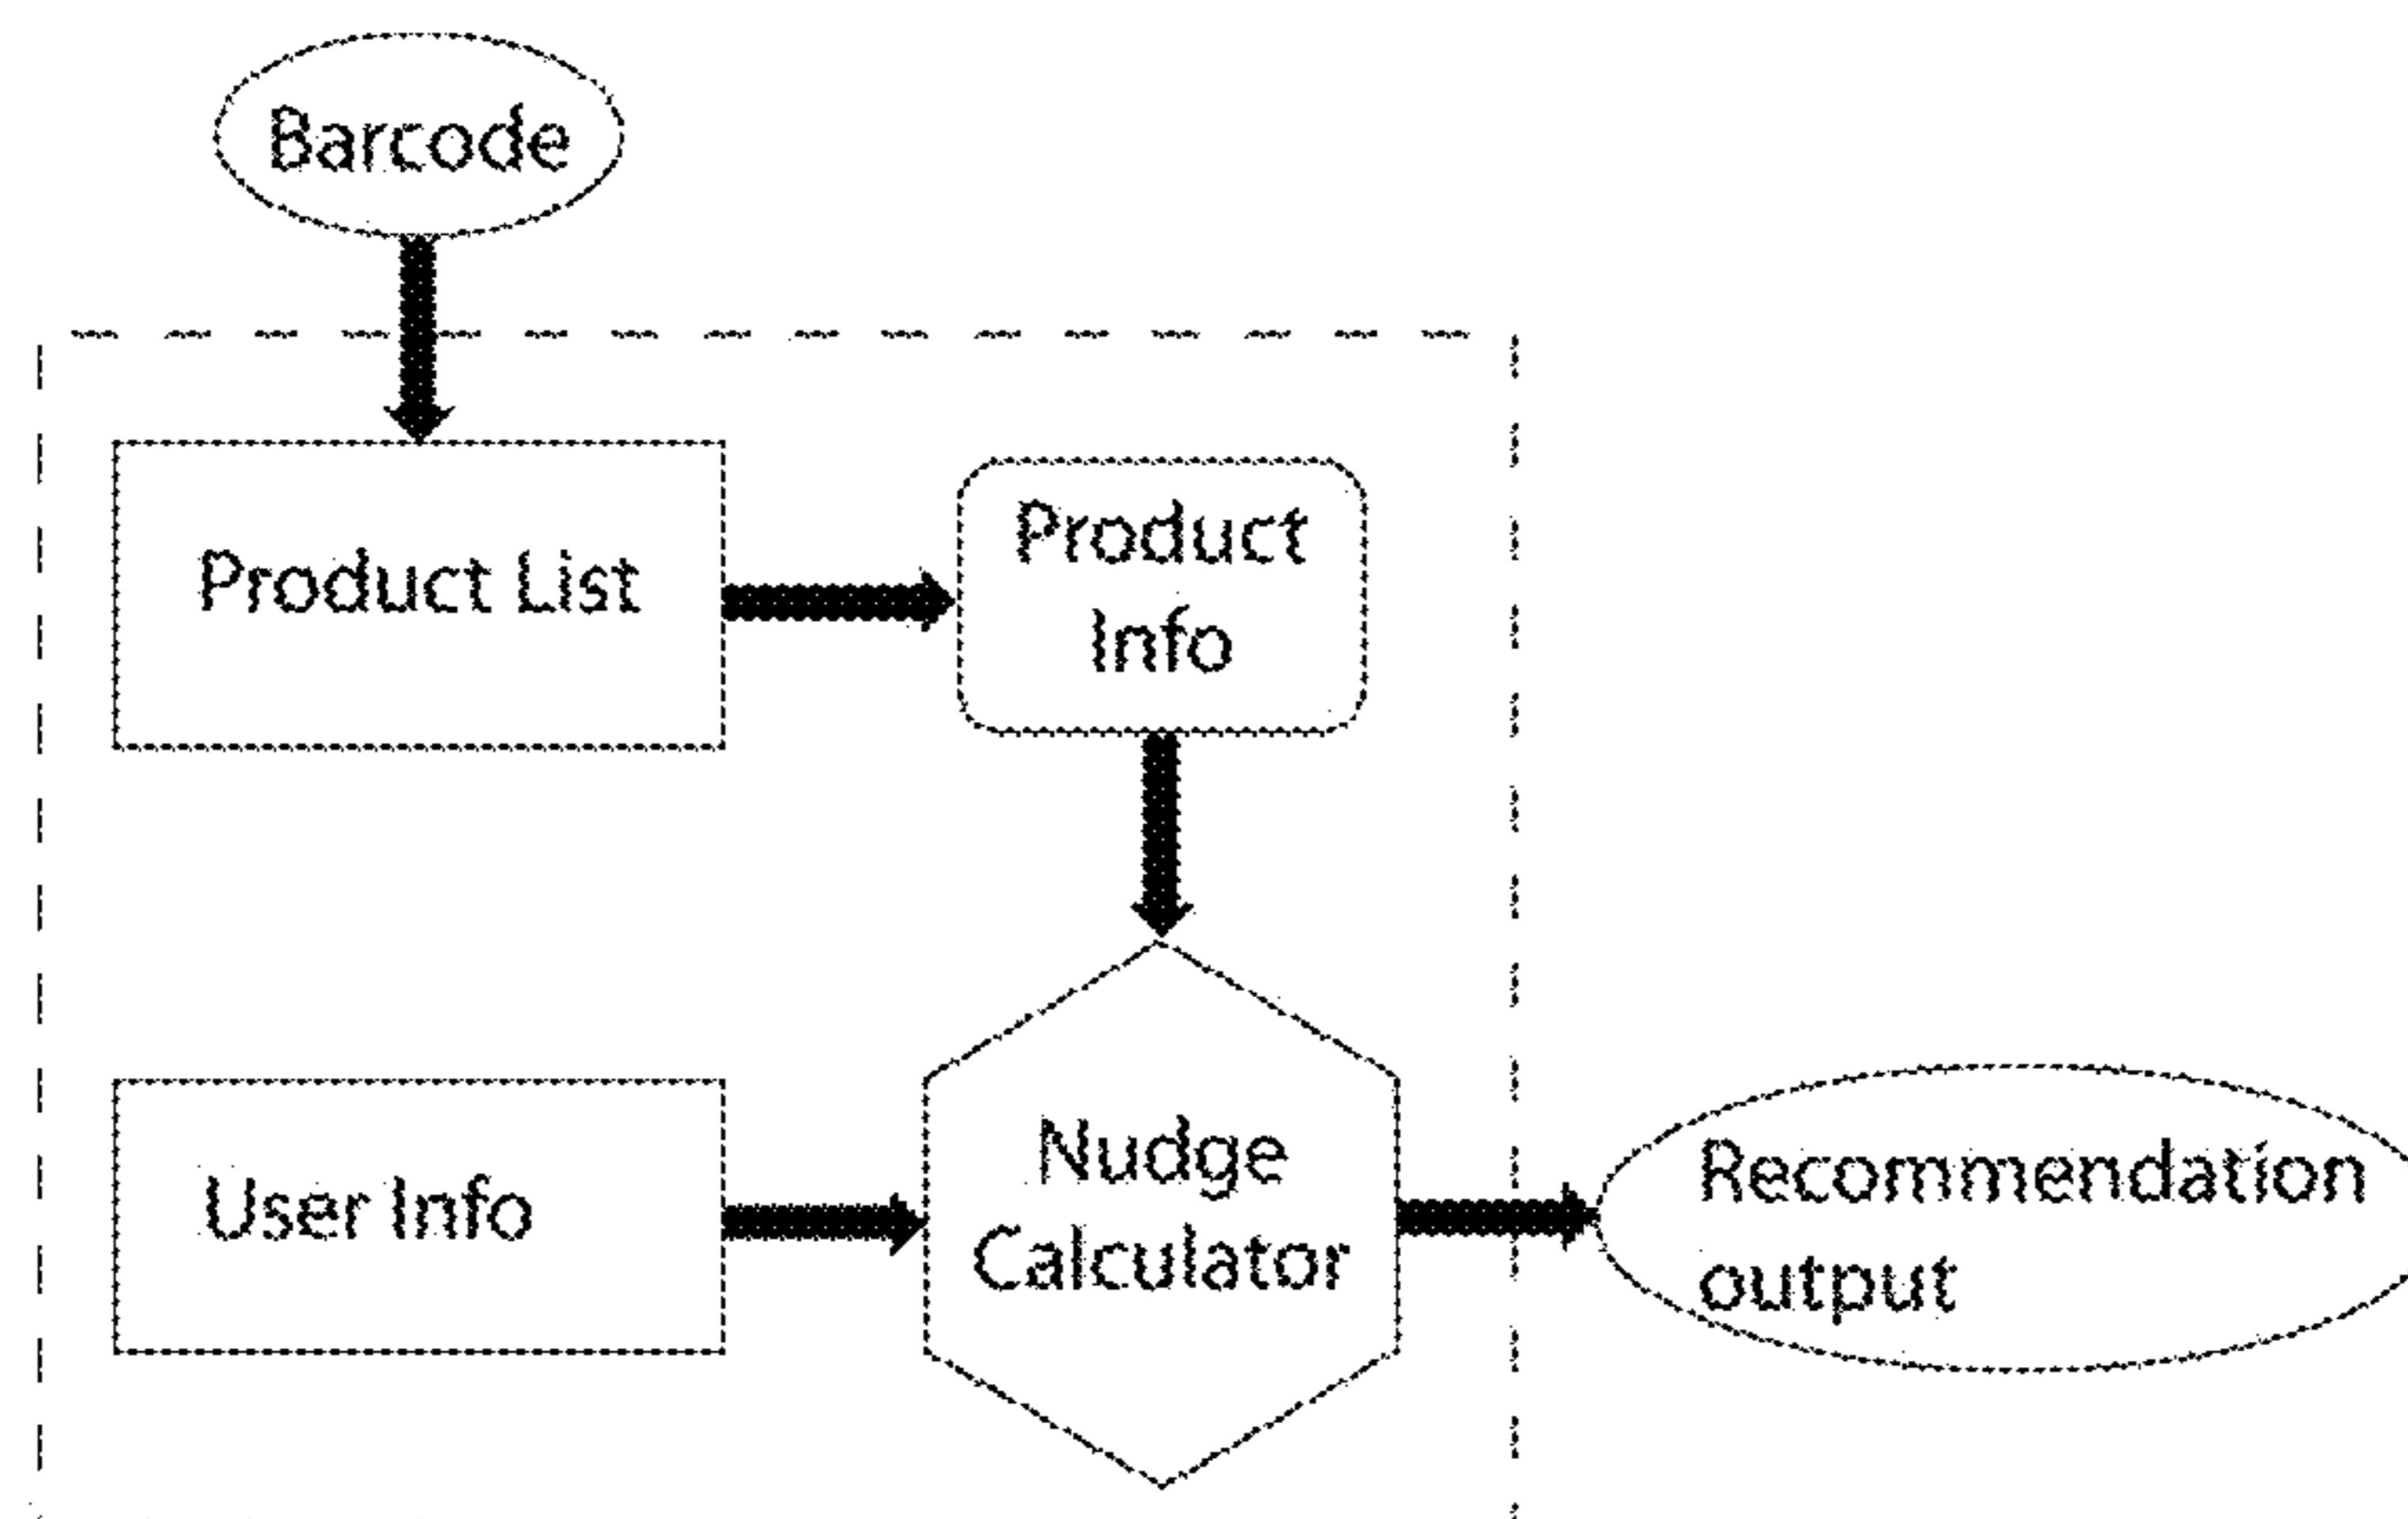 Barcode
Product List
Product
Info
User Info
Nudge
Calculator
Recommendation
output